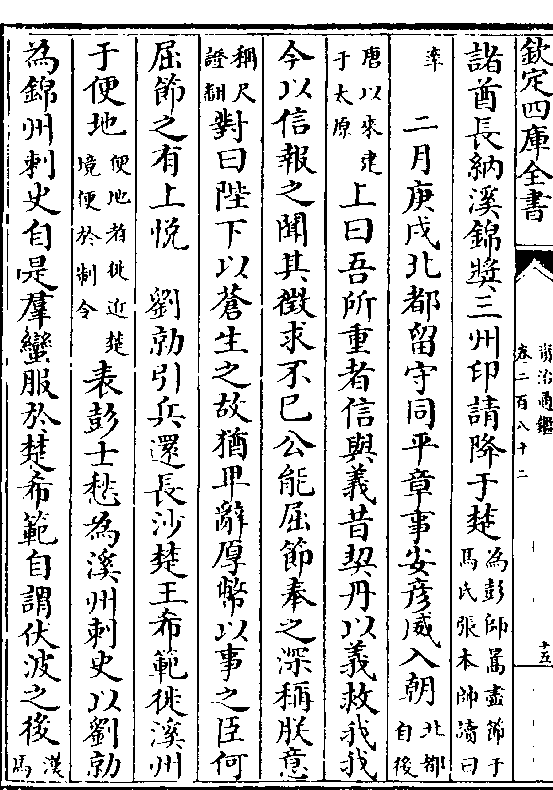 欽定四庫全書
資治通鑑
卷二百八十二
十五
諸酋長納溪錦奬三州印請降于楚為彭師暠盡節于馬氏張本師讀曰
率　二月庚戌北都留守同平章事安彦威入朝北都自後
唐以來建于太原上曰吾所重者信與義昔契丹以義救我我
今以信報之聞其徵求不已公能屈節奉之深稱朕意
稱尺證翻對曰陛下以蒼生之故猶卑辭厚幣以事之臣何
屈節之有上悦　劉勍引兵還長沙楚王希範徙溪州
于便地便地者徙近楚境便於制令表彭士愁為溪州刺史以劉勍
為錦州刺史自是羣蠻服於楚希範自謂伏波之後漢馬